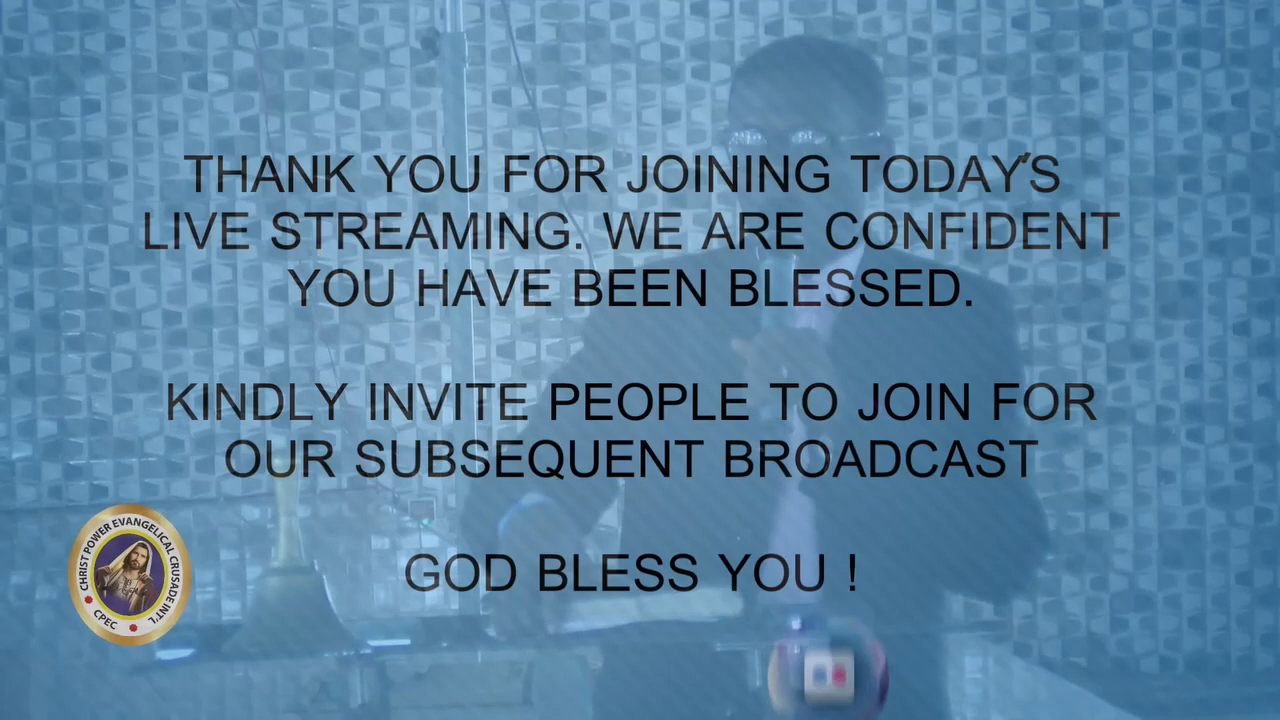 THANK YOU FOR JOINING TODAY'S
LIVE STREAMING. WE ARE CONFIDENT
YOU HAVE BEEN BLESSED.
KINDLY INVITE PEOPLE TO JOIN FOR
OUR SUBSEQUENT BROADCAST
GOD BLESS YOU !
CHRIST POWER EVANGELICAL CRUSADE INT'L
CPEC